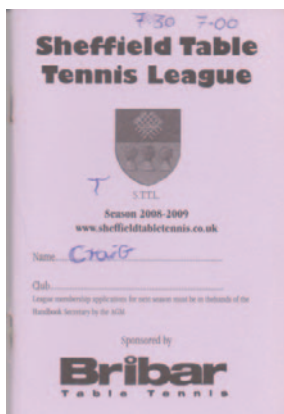 7:30 7-00
Sheffield Table
Tennis League
T
S.T.T.L.
Season 2008-2009
www.sheffieldtabletennis.co.uk
Name Craig
Club
League membership applications for next season must be in the hands of the
Handbook Secretary by the
Sponsored by
Bribar
Table Tennis